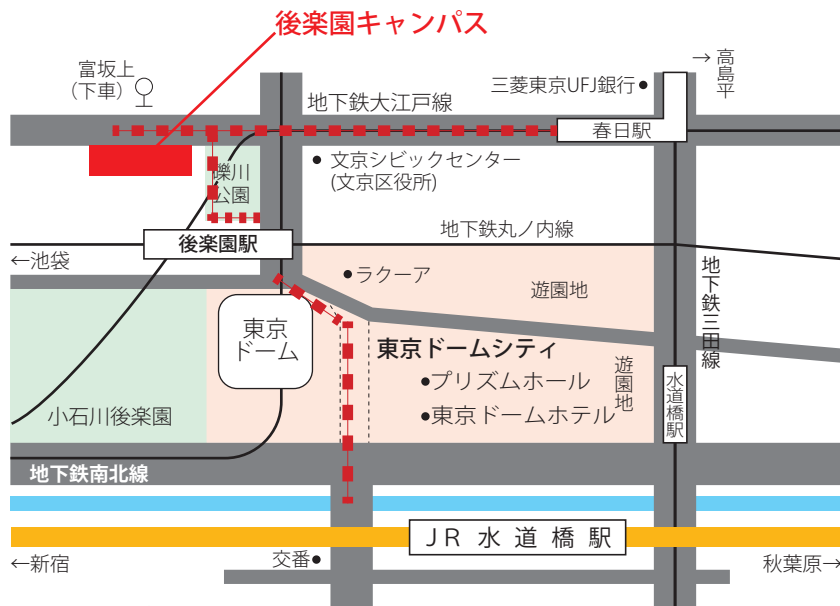 後楽園キャンパス
富坂上
(下車)
→ 高島平
三菱東京UFJ銀行●
地下鉄大江戸線
春日駅
● 文京シビックセンター
(文京区役所)
礫川
公園
地下鉄丸ノ内線
後楽園駅
←池袋
●ラクーア
遊園地
地下鉄三田線
東京
ドーム
東京ドームシティ
●プリズムホール
●東京ドームホテル
遊園地
水道橋駅
小石川後楽園
地下鉄南北線
JR 水 道 橋 駅
←新宿
交番●
秋葉原→